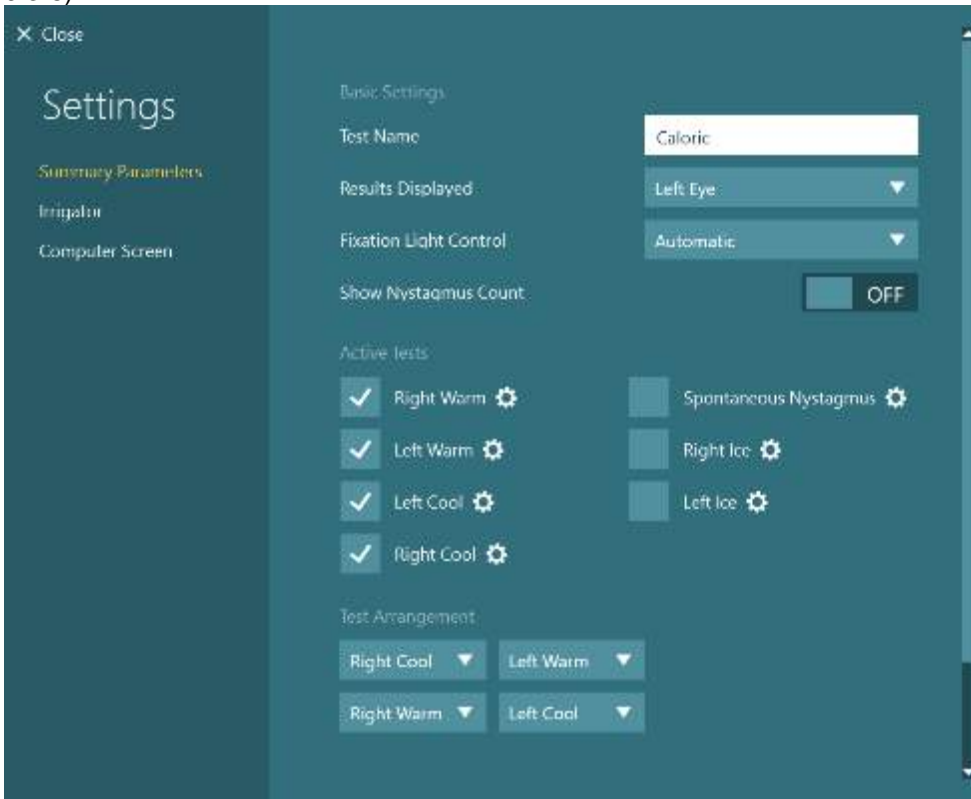 Close
Settings
Summary Parameters
Irrigator
Computer Screen
Basic Settings
Test Name Caloric
Results Displayed Left Eye
Fixation Light Control Automatic
Show Nystagmus Count OFF
Active Tests
Right Warm Spontaneous Nystagmus
Left Warm Right Ice
Left Cool Left Ice
Right Cool
Test Arrangement
Right Cool Left Warm
Right Warm Left Cool